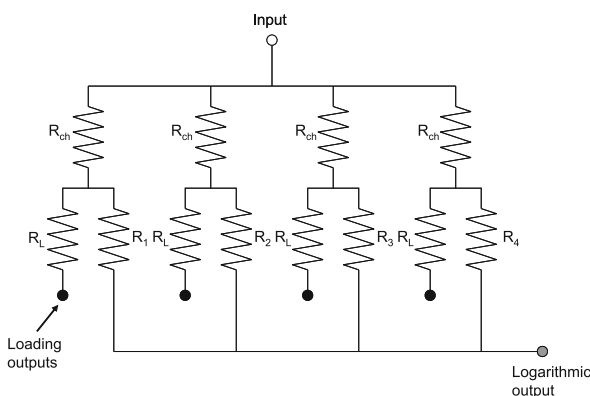 Input
Rch Rch Rch Rch
RL R1 RL R2 RL R3 RL R4
Loading
outputs
Logarithmic
output